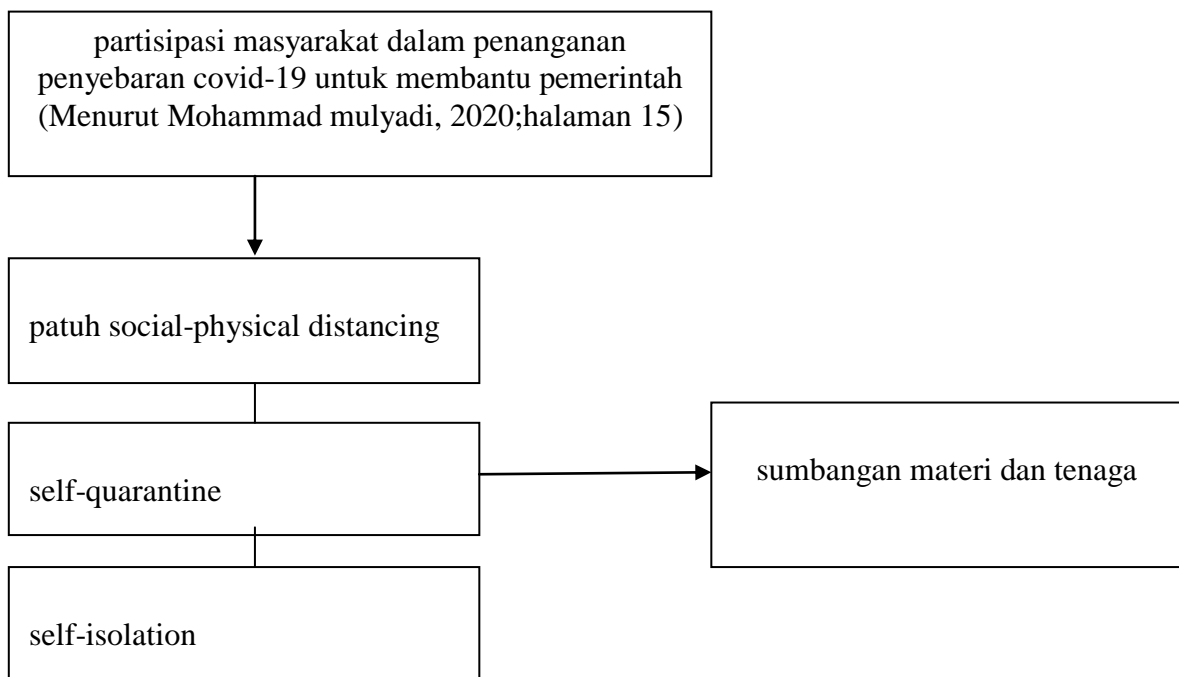 partisipasi masyarakat dalam penanganan
penyebaran covid-19 untuk membantu pemerintah
(Menurut Mohammad mulyadi, 2020;halaman 15)
patuh social-physical distancing
self-quarantine
sumbangan materi dan tenaga
self-isolation